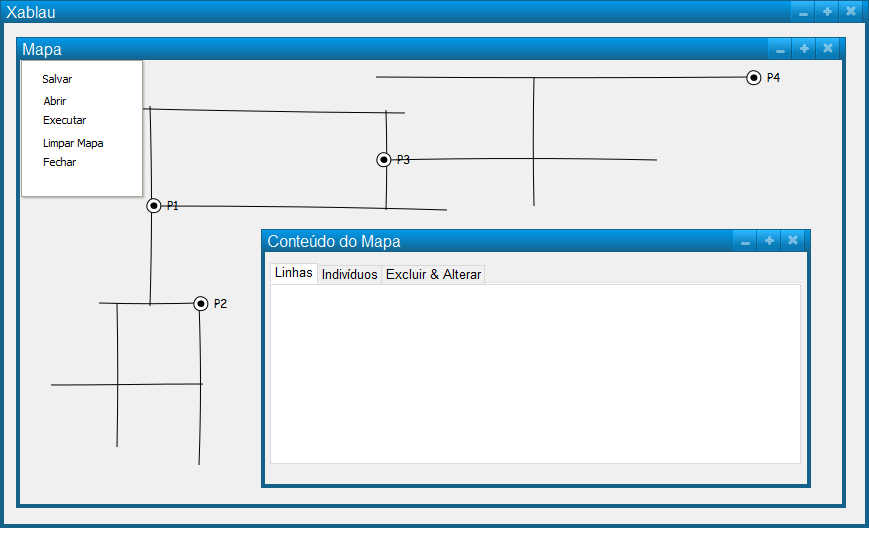 Xablau
Mapa
Salvar
Abrir
Executar
Limpar Mapa
Fechar
P4
P3
P1
Conteúdo do Mapa
Linhas Indivíduos Excluir & Alterar
P2